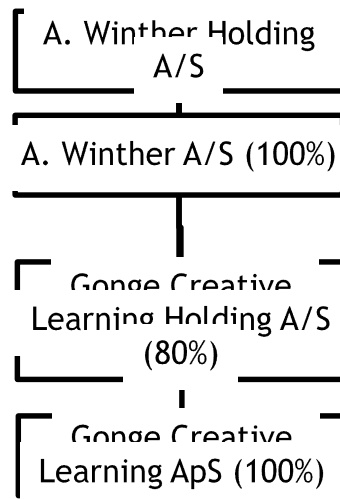 A. Winther Holding
A/S
A. Winther A/S (100%)
Gonge Creative
Learning Holding A/S
(80%)
Gonge Creative
Learning ApS (100%)